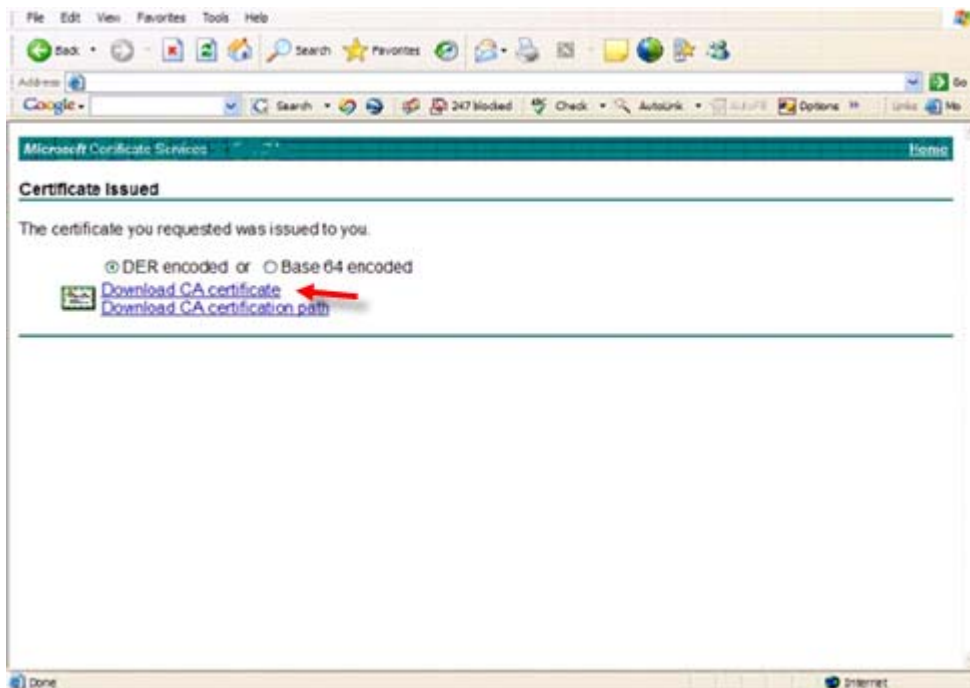 File Edit View Favorites Tools Help
Back Search Favorites
Address Go
Google Search 247 blocked Check AutoLink Options » Links
Microsoft Certificate Services Home
Certificate Issued
The certificate you requested was issued to you.
DER encoded or Base 64 encoded
Download CA certificate
Download CA certification path
Done Internet